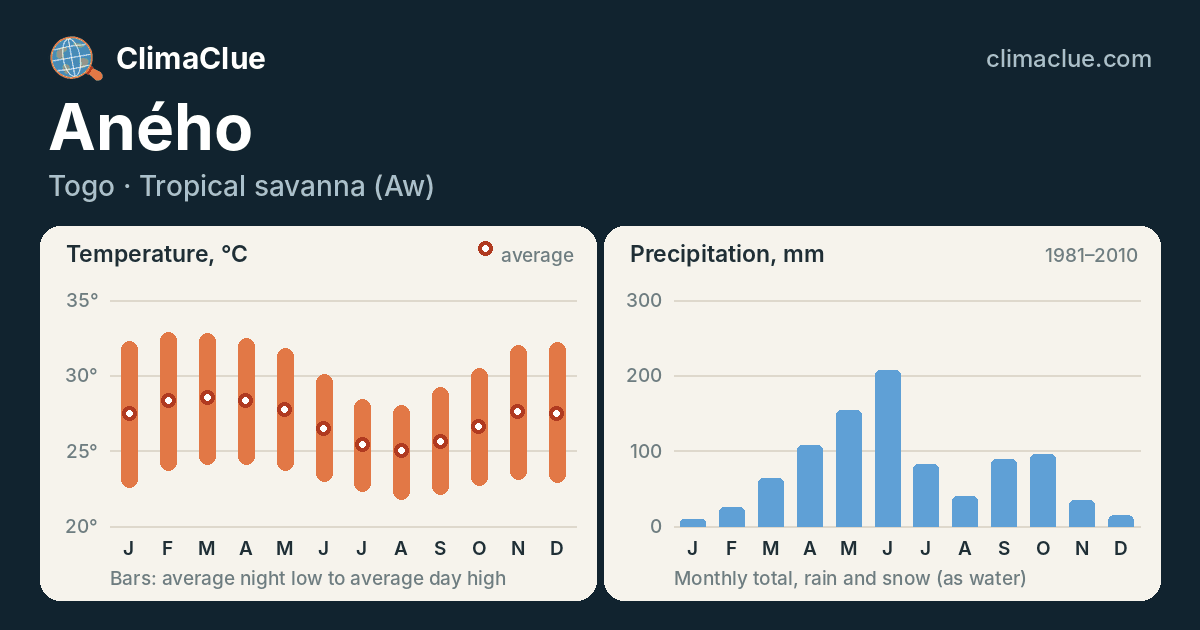 ClimaClue
climaclue.com
Aného
Togo · Tropical savanna (Aw)
Temperature, °C
average
35°
30°
25°
20°
J F M A M J J A S O N D
Bars: average night low to average day high
Precipitation, mm
1981–2010
300
200
100
0
J F M A M J J A S O N D
Monthly total, rain and snow (as water)